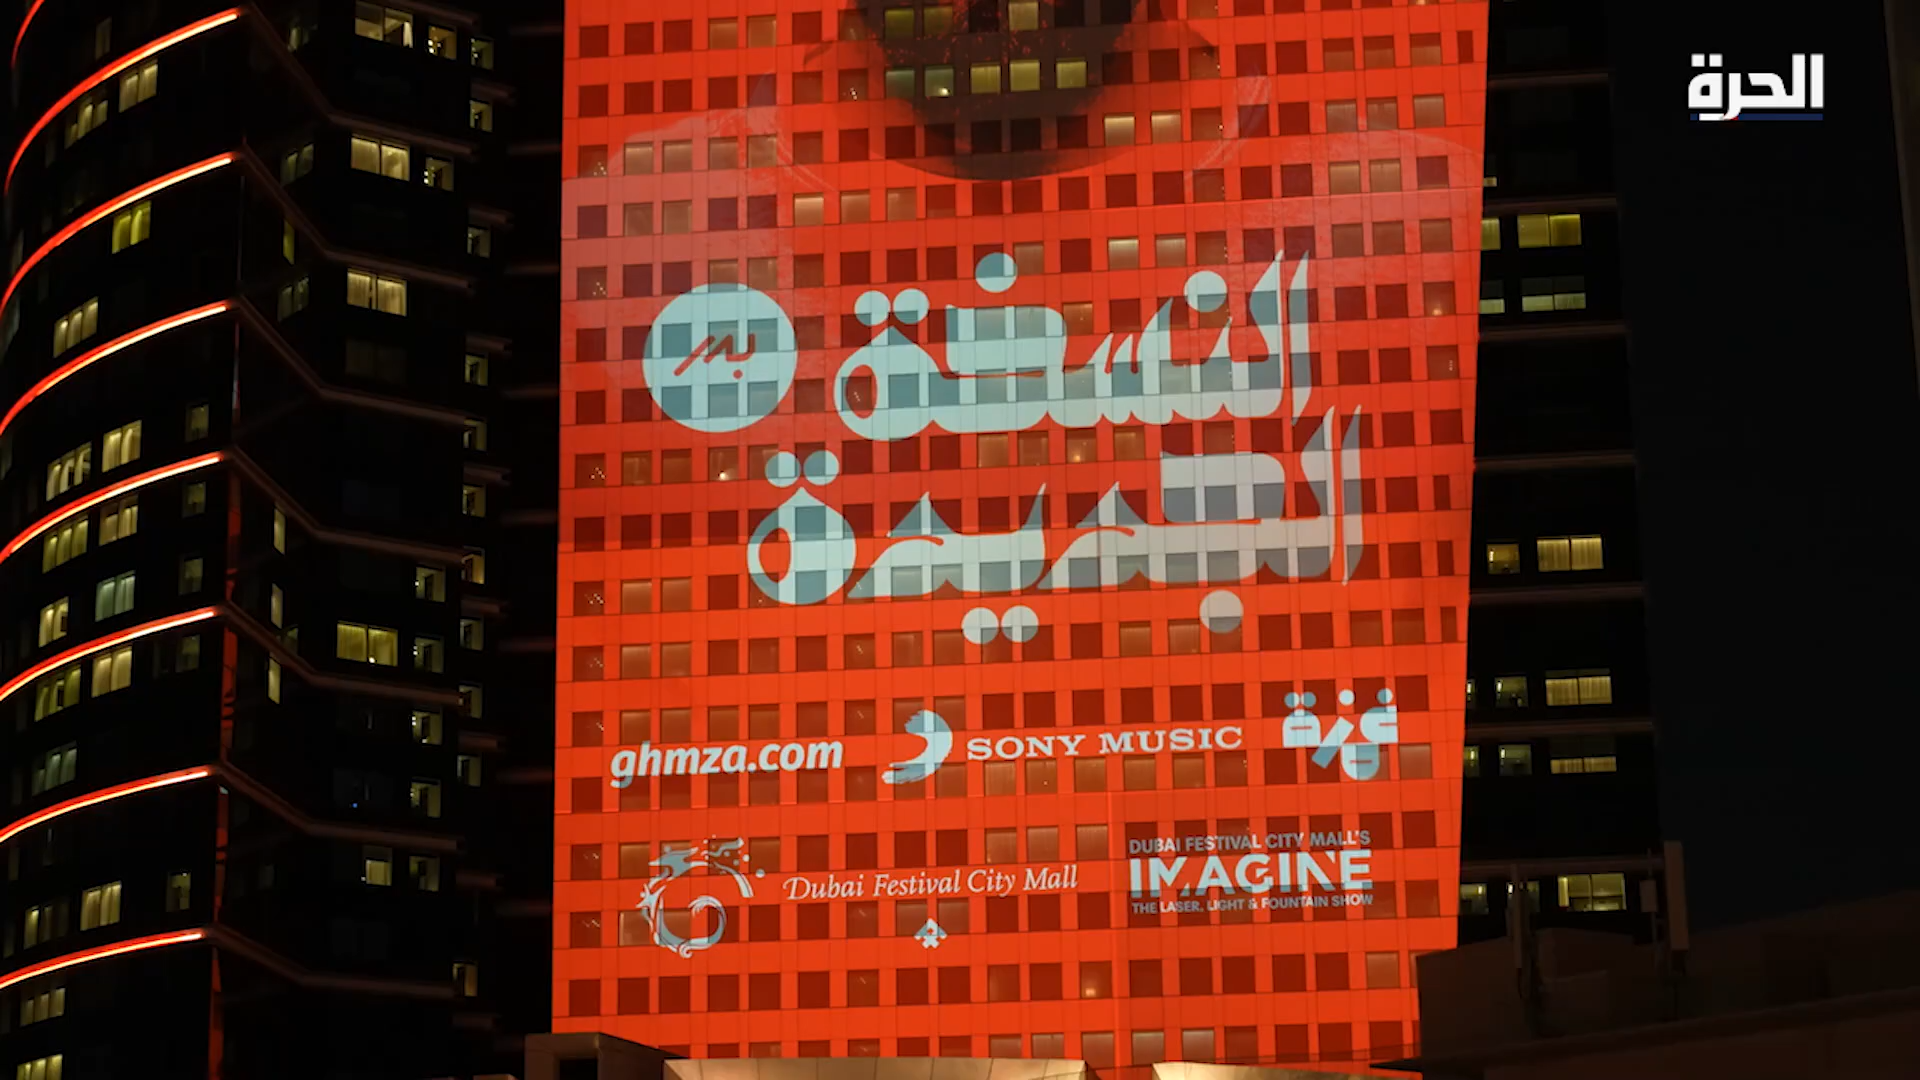 الحرة
النسخة
بدر
الجديدة
ghmza.com
SONY MUSIC
Dubai Festival City Mall
DUBAI FESTIVAL CITY MALL'S
IMAGINE
THE LASER, LIGHT & FOUNTAIN SHOW